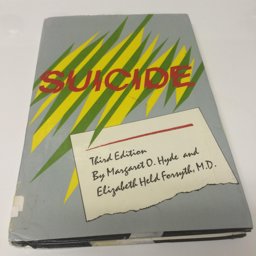 SUICIDE
Third Edition
By Margaret O. Hyde and
Elizabeth Held Forsyth, M.D.